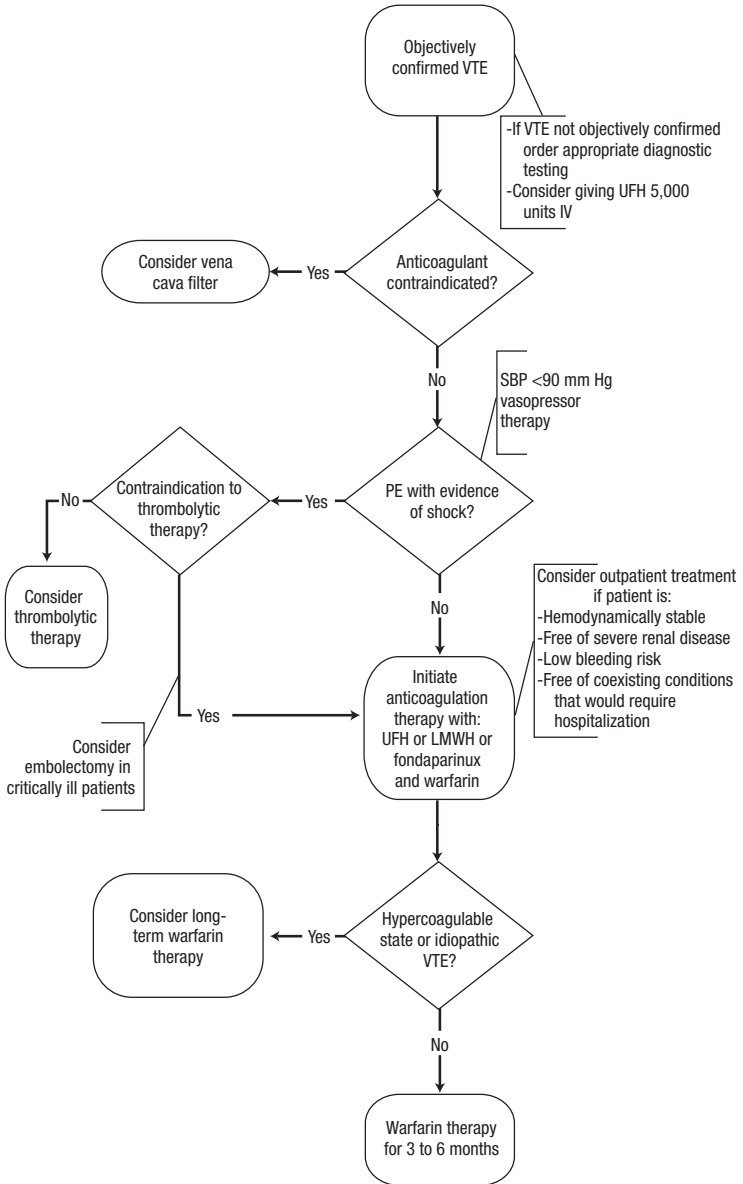 Objectively
confirmed VTE
-If VTE not objectively confirmed
order appropriate diagnostic
testing
-Consider giving UFH 5,000
units IV
Anticoagulant
contraindicated?
Yes
Consider vena
cava filter
No
SBP <90 mm Hg
vasopressor
therapy
PE with evidence
of shock?
Yes
Contraindication to
thrombolytic
therapy?
No
Consider
thrombolytic
therapy
No
Consider outpatient treatment
if patient is:
-Hemodynamically stable
-Free of severe renal disease
-Low bleeding risk
-Free of coexisting conditions
that would require
hospitalization
Yes
Consider
embolectomy in
critically ill patients
Initiate
anticoagulation
therapy with:
UFH or LMWH or
fondaparinux
and warfarin
Hypercoagulable
state or idiopathic
VTE?
Yes
Consider long-
term warfarin
therapy
No
Warfarin therapy
for 3 to 6 months